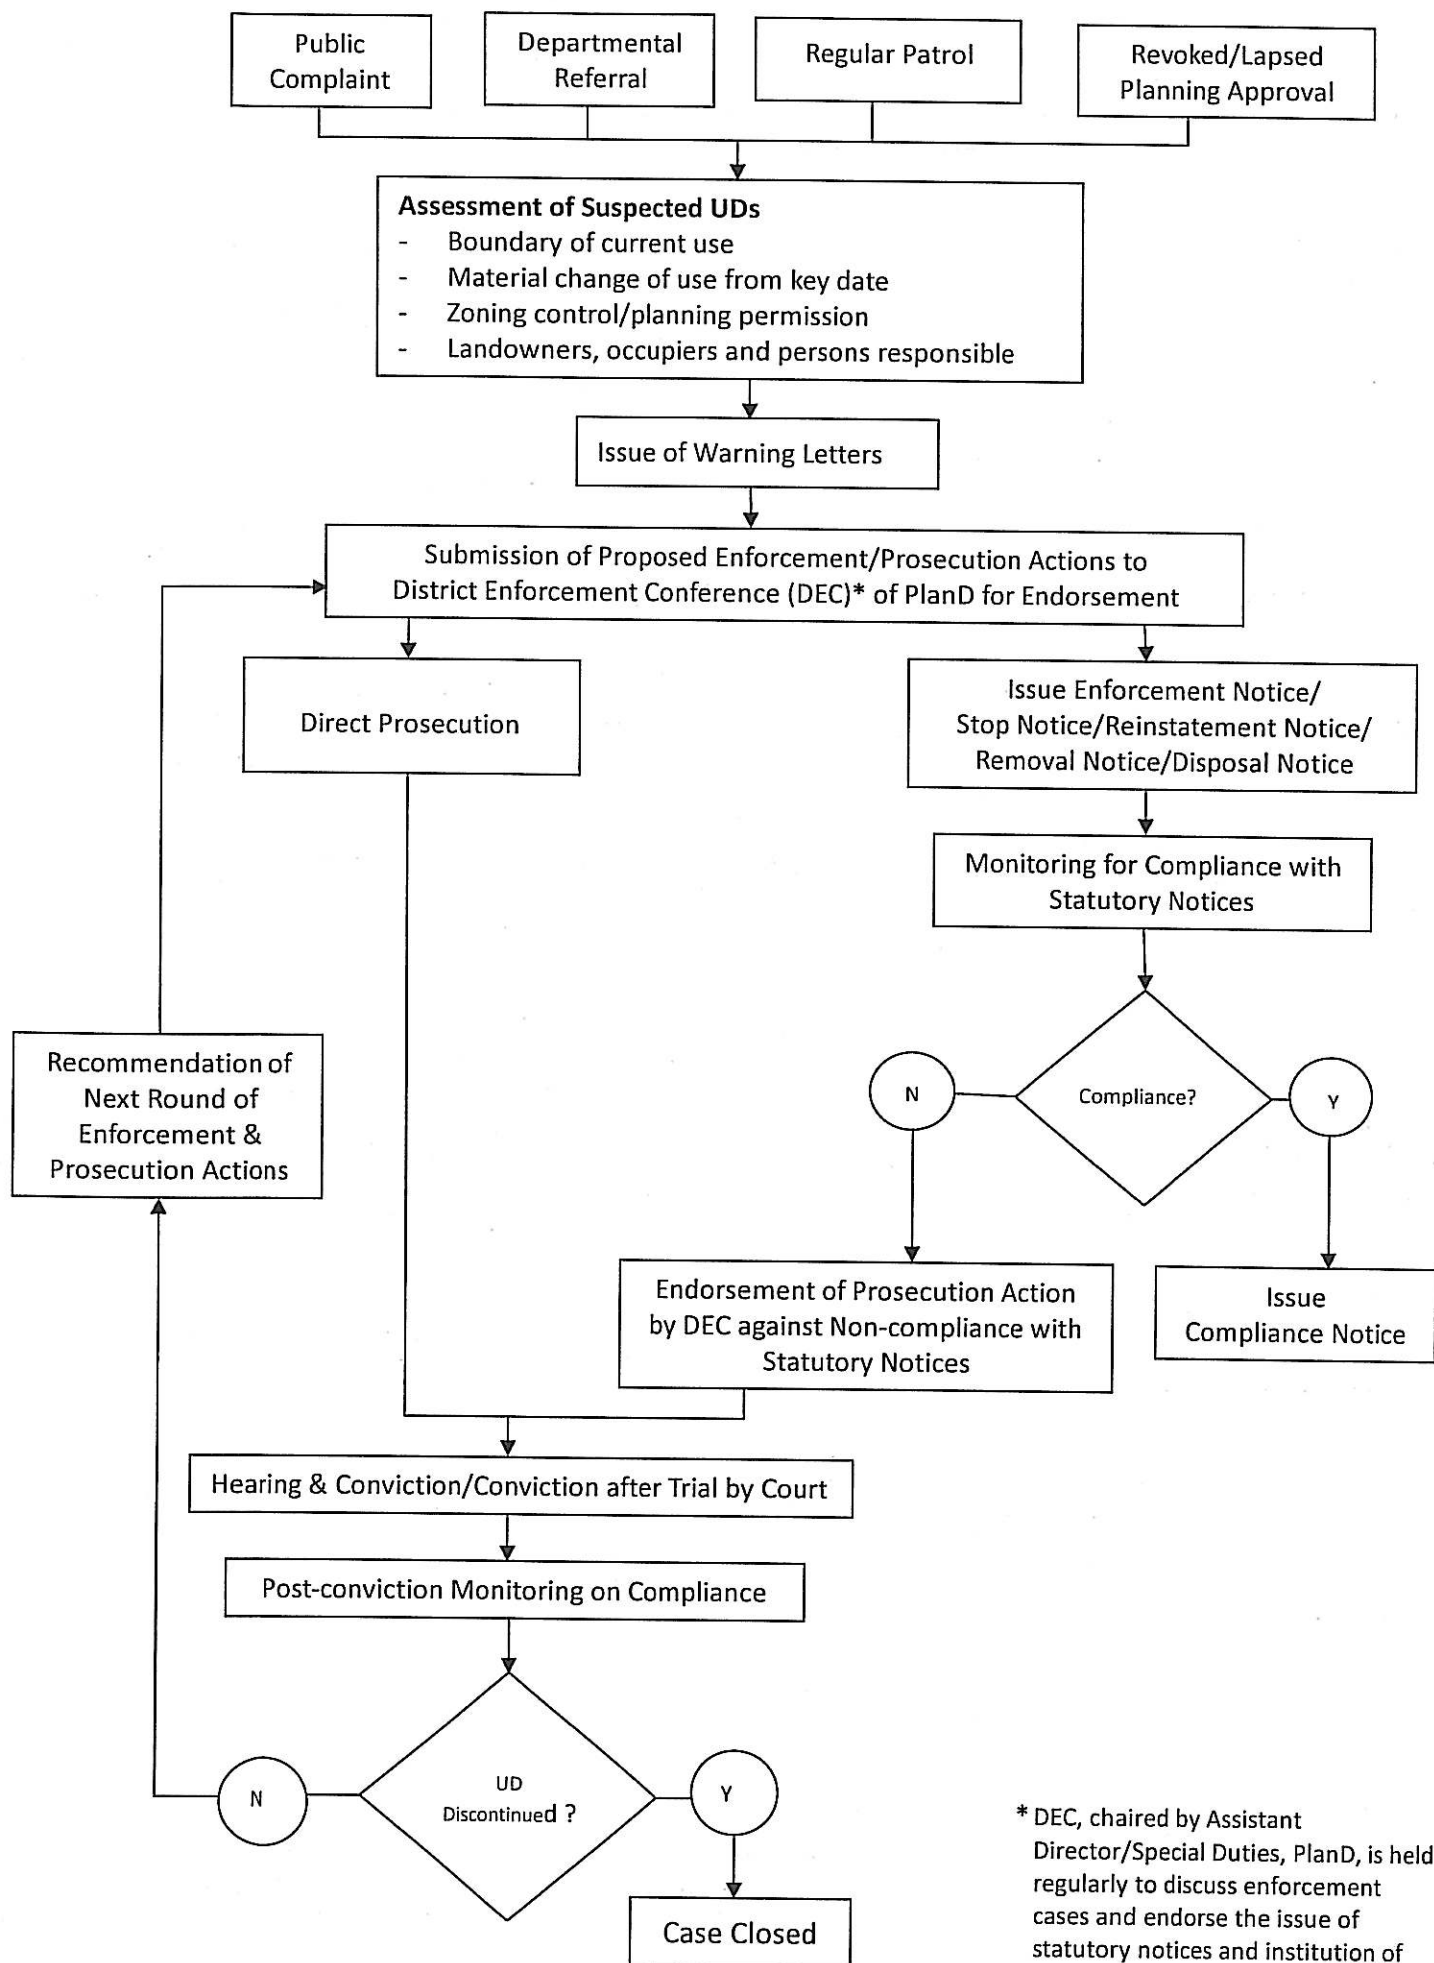 Public
Complaint
Departmental
Referral
Regular Patrol
Revoked/Lapsed
Planning Approval
Assessment of Suspected UDs
- Boundary of current use
- Material change of use from key date
- Zoning control/planning permission
- Landowners, occupiers and persons responsible
Issue of Warning Letters
Submission of Proposed Enforcement/Prosecution Actions to
District Enforcement Conference (DEC)* of PlanD for Endorsement
Direct Prosecution
Issue Enforcement Notice/
Stop Notice/Reinstatement Notice/
Removal Notice/Disposal Notice
Monitoring for Compliance with
Statutory Notices
Recommendation of
Next Round of
Enforcement &
Prosecution Actions
N
Compliance?
Y
Endorsement of Prosecution Action
by DEC against Non-compliance with
Statutory Notices
Issue
Compliance Notice
Hearing & Conviction/Conviction after Trial by Court
Post-conviction Monitoring on Compliance
N
UD
Discontinued ?
Y
Case Closed
* DEC, chaired by Assistant
Director/Special Duties, PlanD, is held
regularly to discuss enforcement
cases and endorse the issue of
statutory notices and institution of